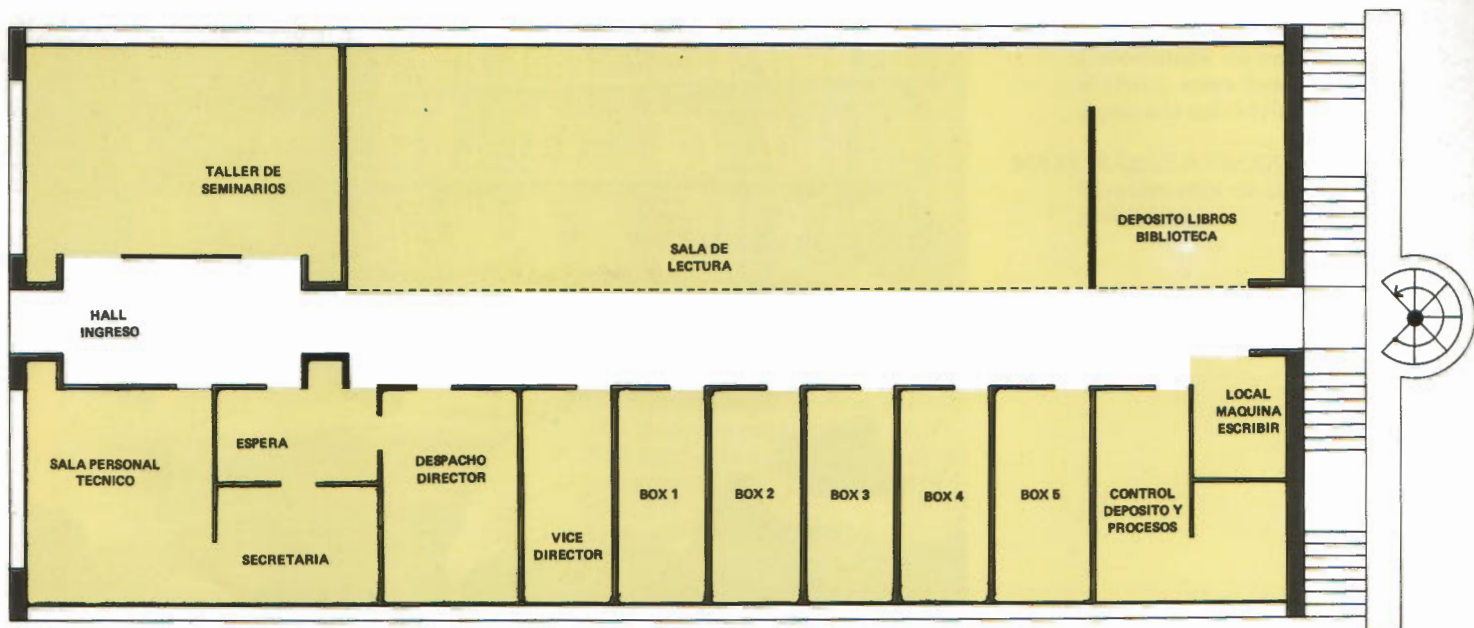 TALLER DE
SEMINARIOS
SALA DE
LECTURA
DEPOSITO LIBROS
BIBLIOTECA
HALL
INGRESO
SALA PERSONAL
TECNICO
ESPERA
SECRETARIA
DESPACHO
DIRECTOR
VICE
DIRECTOR
BOX 1
BOX 2
BOX 3
BOX 4
BOX 5
CONTROL
DEPOSITO Y
PROCESOS
LOCAL
MAQUINA
ESCRIBIR